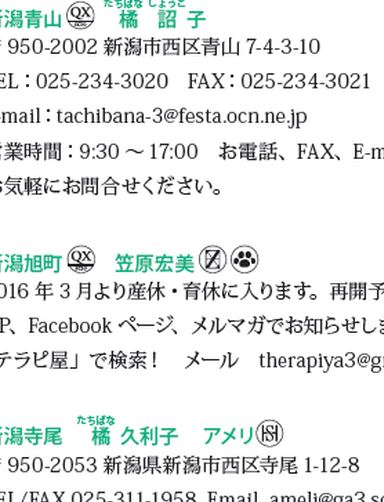 新潟青山 QX 橘 詔子 たちばな しょうこ
〒950-2002 新潟市西区青山 7-4-3-10
EL：025-234-3020　FAX：025-234-3021
-mail：tachibana-3@festa.ocn.ne.jp
営業時間：9:30 〜 17:00　お電話、FAX、E-m
お気軽にお問合せください。
新潟旭町 QX 笠原宏美
016 年 3 月より産休・育休に入ります。再開予
P、Facebook ページ、メルマガでお知らせしま
テラピ屋」で検索！　メール　therapiya3@g
新潟寺尾 橘 久利子 たちばな アメリ
〒950-2053 新潟県新潟市西区寺尾 1-12-8
EL/FAX 025-311-1958 Email ameli@ga3.so